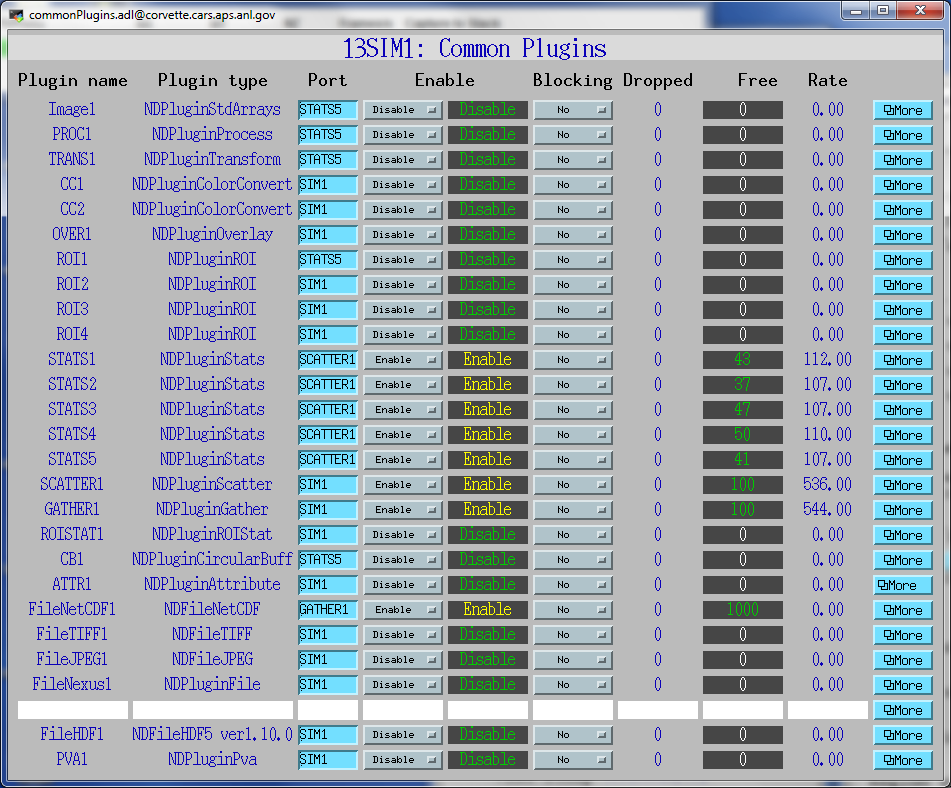 commonPlugins.adl@corvette.cars.aps.anl.gov
13SIM1: Common Plugins
Plugin name Plugin type Port Enable Blocking Dropped Free Rate
Image1 NDPluginStdArrays STATS5 Disable Disable No 0 0 0.00 More
PROC1 NDPluginProcess STATS5 Disable Disable No 0 0 0.00 More
TRANS1 NDPluginTransform STATS5 Disable Disable No 0 0 0.00 More
CC1 NDPluginColorConvert SIM1 Disable Disable No 0 0 0.00 More
CC2 NDPluginColorConvert SIM1 Disable Disable No 0 0 0.00 More
OVER1 NDPluginOverlay SIM1 Disable Disable No 0 0 0.00 More
ROI1 NDPluginROI STATS5 Disable Disable No 0 0 0.00 More
ROI2 NDPluginROI SIM1 Disable Disable No 0 0 0.00 More
ROI3 NDPluginROI SIM1 Disable Disable No 0 0 0.00 More
ROI4 NDPluginROI SIM1 Disable Disable No 0 0 0.00 More
STATS1 NDPluginStats SCATTER1 Enable Enable No 0 43 112.00 More
STATS2 NDPluginStats SCATTER1 Enable Enable No 0 37 107.00 More
STATS3 NDPluginStats SCATTER1 Enable Enable No 0 47 107.00 More
STATS4 NDPluginStats SCATTER1 Enable Enable No 0 50 110.00 More
STATS5 NDPluginStats SCATTER1 Enable Enable No 0 41 107.00 More
SCATTER1 NDPluginScatter SIM1 Enable Enable No 0 100 536.00 More
GATHER1 NDPluginGather SIM1 Enable Enable No 0 100 544.00 More
ROISTAT1 NDPluginROIStat SIM1 Disable Disable No 0 0 0.00 More
CB1 NDPluginCircularBuff STATS5 Disable Disable No 0 0 0.00 More
ATTR1 NDPluginAttribute SIM1 Disable Disable No 0 0 0.00 More
FileNetCDF1 NDFileNetCDF GATHER1 Enable Enable No 0 1000 0.00 More
FileTIFF1 NDFileTIFF SIM1 Disable Disable No 0 0 0.00 More
FileJPEG1 NDFileJPEG SIM1 Disable Disable No 0 0 0.00 More
FileNexus1 NDPluginFile SIM1 Disable Disable No 0 0 0.00 More
More
FileHDF1 NDFileHDF5 ver1.10.0 SIM1 Disable Disable No 0 0 0.00 More
PVA1 NDPluginPva SIM1 Disable Disable No 0 0 0.00 More